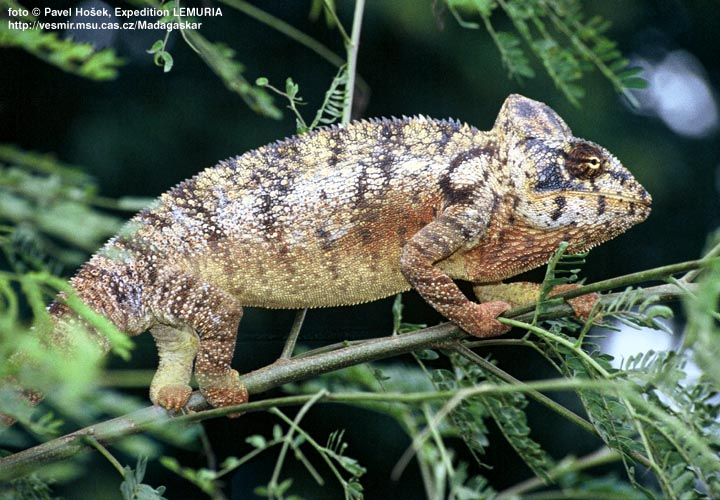 foto © Pavel Hošek, Expedition LEMURIA
http://vesmir.msu.cas.cz/Madagaskar